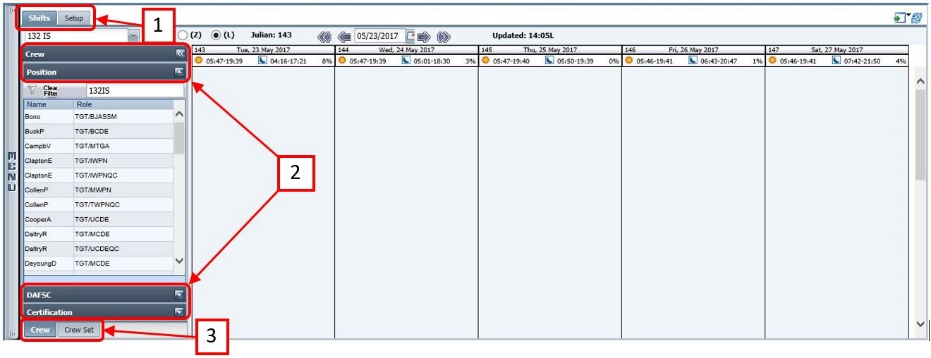 Shifts Setup
1
132 IS (Z) (L) Julian: 143 05/23/2017 Updated: 14:05L
143 Tue, 23 May 2017 144 Wed, 24 May 2017 145 Thu, 25 May 2017 146 Fri, 26 May 2017 147 Sat, 27 May 2017
05:47-19:39 04:16-17:21 8% 05:47-19:39 05:01-18:30 3% 05:47-19:40 05:50-19:39 0% 05:46-19:41 06:43-20:47 1% 05:46-19:41 07:42-21:50 4%
Crew
Position
Clear Filter 132IS
Name Role
Bono TGT/BJASSM
BuckP TGT/BCDE
CampbV TGT/MTGA
ClaptonE TGT/IWPN
ClaptonE TGT/IWPNQC
CollenP TGT/MWPN
CollenP TGT/TWPNQC
CooperA TGT/UCDE
DaltryR TGT/MCDE
DaltryR TGT/UCDEQC
DeyoungD TGT/MCDE
MENU
2
DAFSC
Certification
Crew Crew Set
3